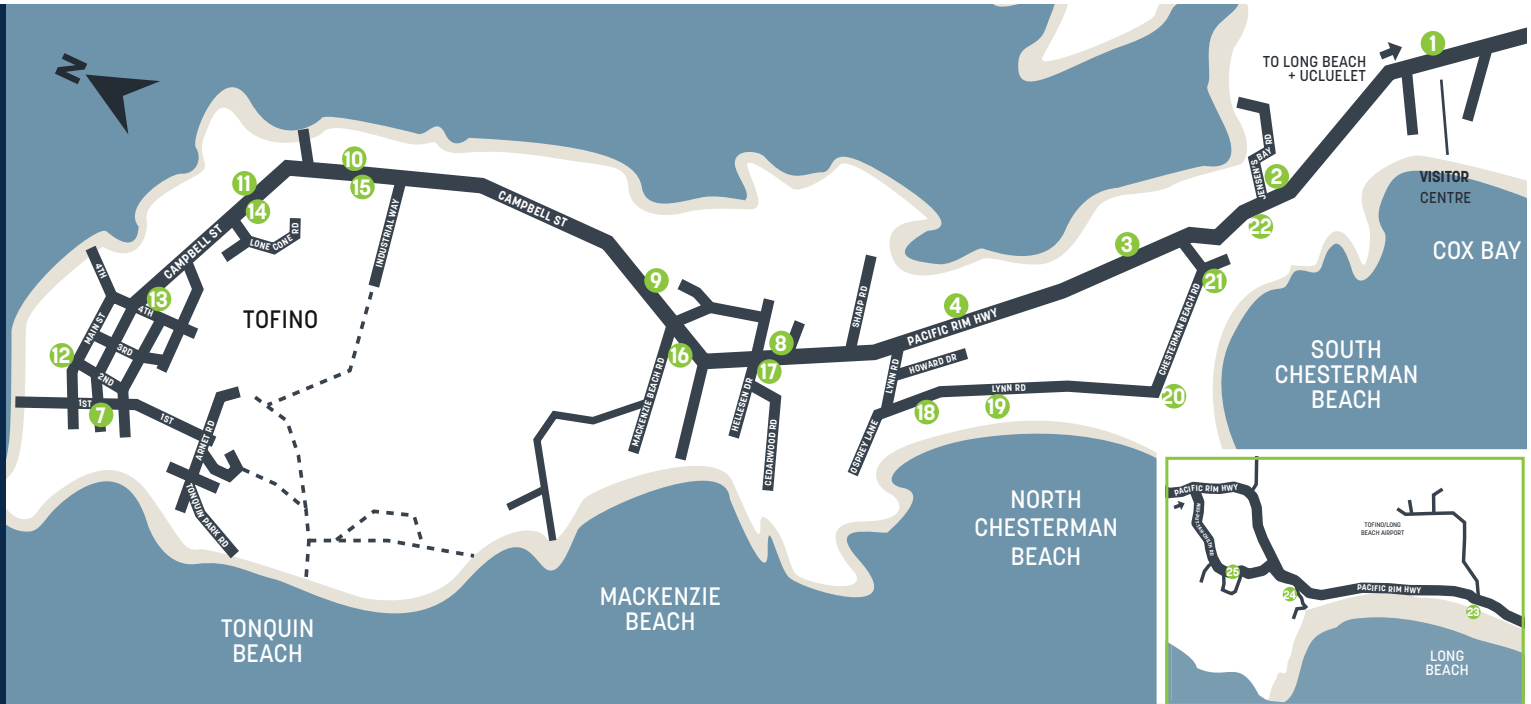 N
1
TO LONG BEACH
+ UCLUELET
JENSEN'S BAY RD
2
VISITOR
CENTRE
COX BAY
22
10
15
11
14
CAMPBELL ST
LONE CONE RD
INDUSTRIAL WAY
CAMPBELL ST
4TH
13
4TH
MAIN ST
3RD
2ND
12
1ST
7
1ST
TOFINO
ARNET RD
TONQUIN PARK RD
9
16
MACKENZIE BEACH RD
8
17
HELLESEN DR
CEDARWOOD RD
SHARP RD
4
PACIFIC RIM HWY
3
LYNN RD
HOWARD DR
LYNN RD
OSPREY LANE
18
19
20
CHESTERMAN BEACH RD
21
SOUTH
CHESTERMAN
BEACH
NORTH
CHESTERMAN
BEACH
MACKENZIE
BEACH
TONQUIN
BEACH
PACIFIC RIM HWY
TOFINO/LONG
BEACH AIRPORT
25
24
PACIFIC RIM HWY
23
LONG
BEACH